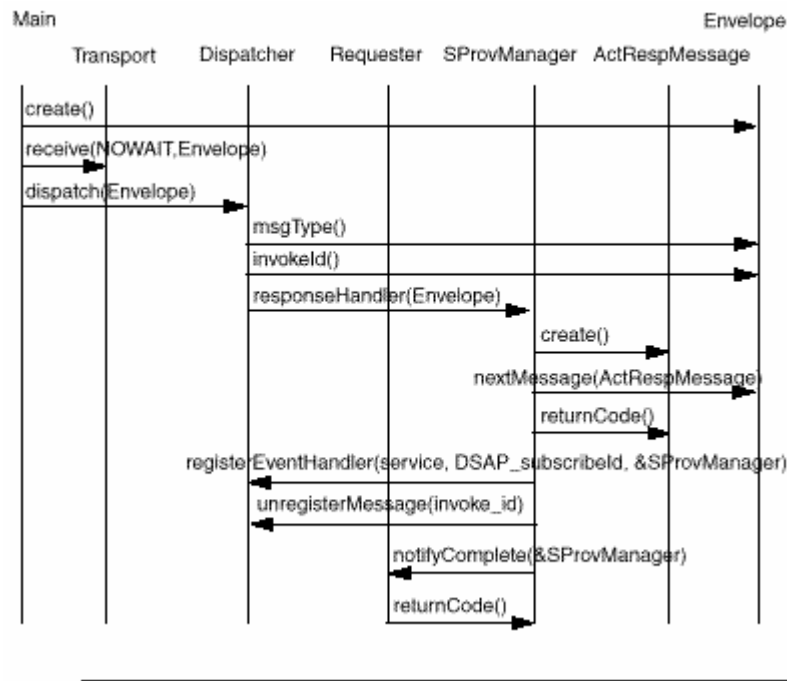 Main Envelope
Transport Dispatcher Requester SProvManager ActRespMessage
create()
receive(NOWAIT,Envelope)
dispatch(Envelope)
msgType()
invokeId()
responseHandler(Envelope)
create()
nextMessage(ActRespMessage)
returnCode()
registerEventHandler(service, DSAP_subscribeId, &SProvManager)
unregisterMessage(invoke_id)
notifyComplete(&SProvManager)
returnCode()